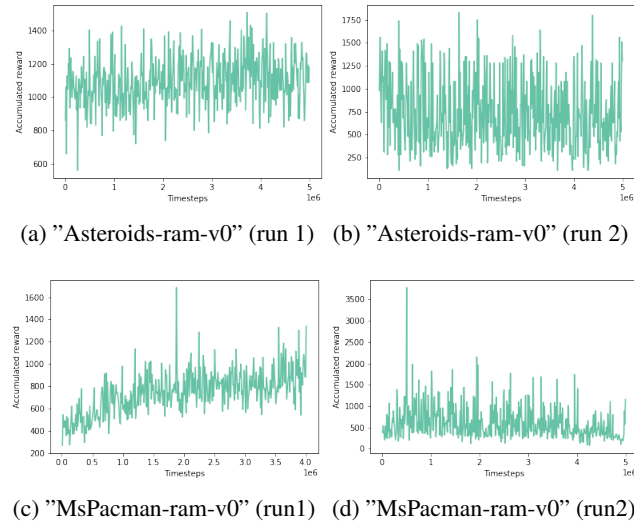 1400
1200
1000
800
600
Accumulated reward
0 1 2 3 4 5
1e6
Timesteps
(a) ”Asteroids-ram-v0” (run 1)
1750
1500
1250
1000
750
500
250
Accumulated reward
0 1 2 3 4 5
1e6
Timesteps
(b) ”Asteroids-ram-v0” (run 2)
1600
1400
1200
1000
800
600
400
200
Accumulated reward
0.0 0.5 1.0 1.5 2.0 2.5 3.0 3.5 4.0
1e6
Timesteps
(c) ”MsPacman-ram-v0” (run1)
3500
3000
2500
2000
1500
1000
500
0
Accumulated reward
0 1 2 3 4 5
1e6
Timesteps
(d) ”MsPacman-ram-v0” (run2)